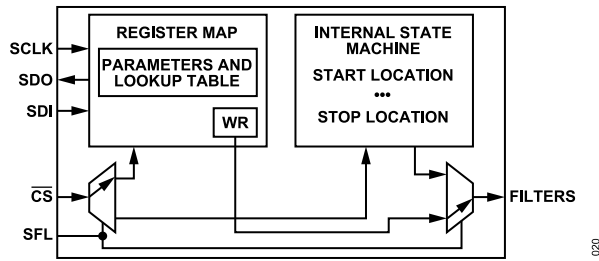 REGISTER MAP
PARAMETERS AND
LOOKUP TABLE
WR
INTERNAL STATE
MACHINE
START LOCATION
•••
STOP LOCATION
SCLK
SDO
SDI
CS
SFL
FILTERS
020